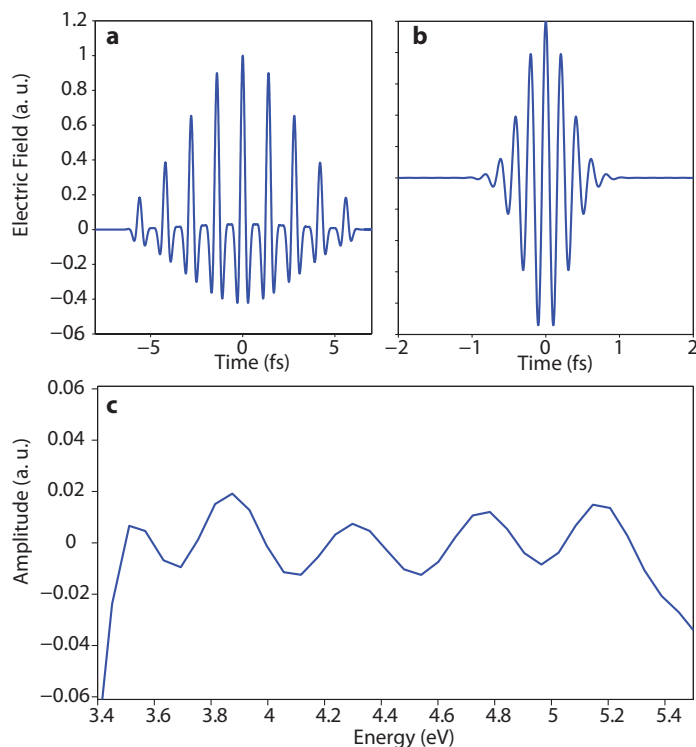 a
b
1.2
1
0.8
0.6
0.4
0.2
0
−0.2
−0.4
−06
Electric Field (a. u.)
−5 0 5
Time (fs)
−2 −1 0 1 2
Time (fs)
c
0.06
0.04
0.02
0
−0.02
−0.04
−0.06
Amplitude (a. u.)
3.4 3.6 3.8 4 4.2 4.4 4.6 4.8 5 5.2 5.4
Energy (eV)